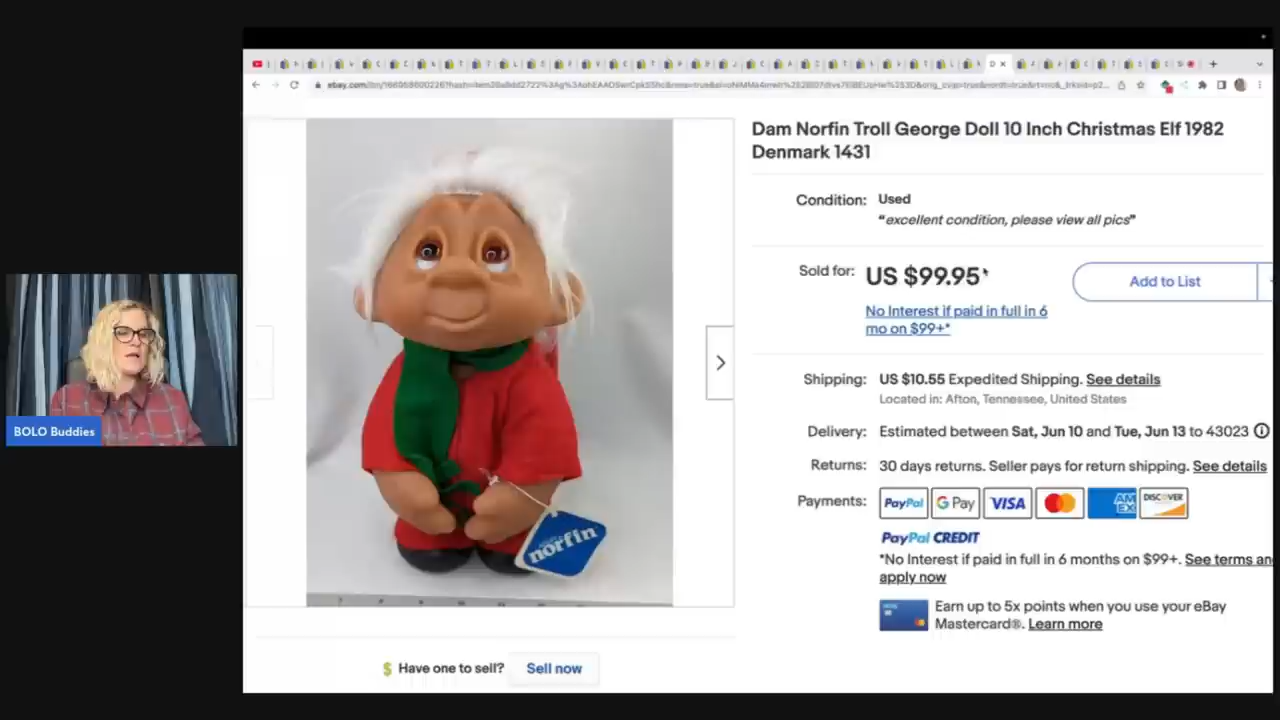 Dam Norfin Troll George Doll 10 Inch Christmas Elf 1982
Denmark 1431
Condition: Used
“excellent condition, please view all pics”
Sold for: US $99.95* Add to List
No Interest if paid in full in 6
mo on $99+*
Shipping: US $10.55 Expedited Shipping. See details
Located in: Afton, Tennessee, United States
Delivery: Estimated between Sat, Jun 10 and Tue, Jun 13 to 43023
Returns: 30 days returns. Seller pays for return shipping. See details
Payments: PayPal G Pay VISA AM EX DISCOVER
PayPal CREDIT
*No Interest if paid in full in 6 months on $99+. See terms an
apply now
Earn up to 5x points when you use your eBay
Mastercard®. Learn more
norfin
$ Have one to sell? Sell now
BOLO Buddies